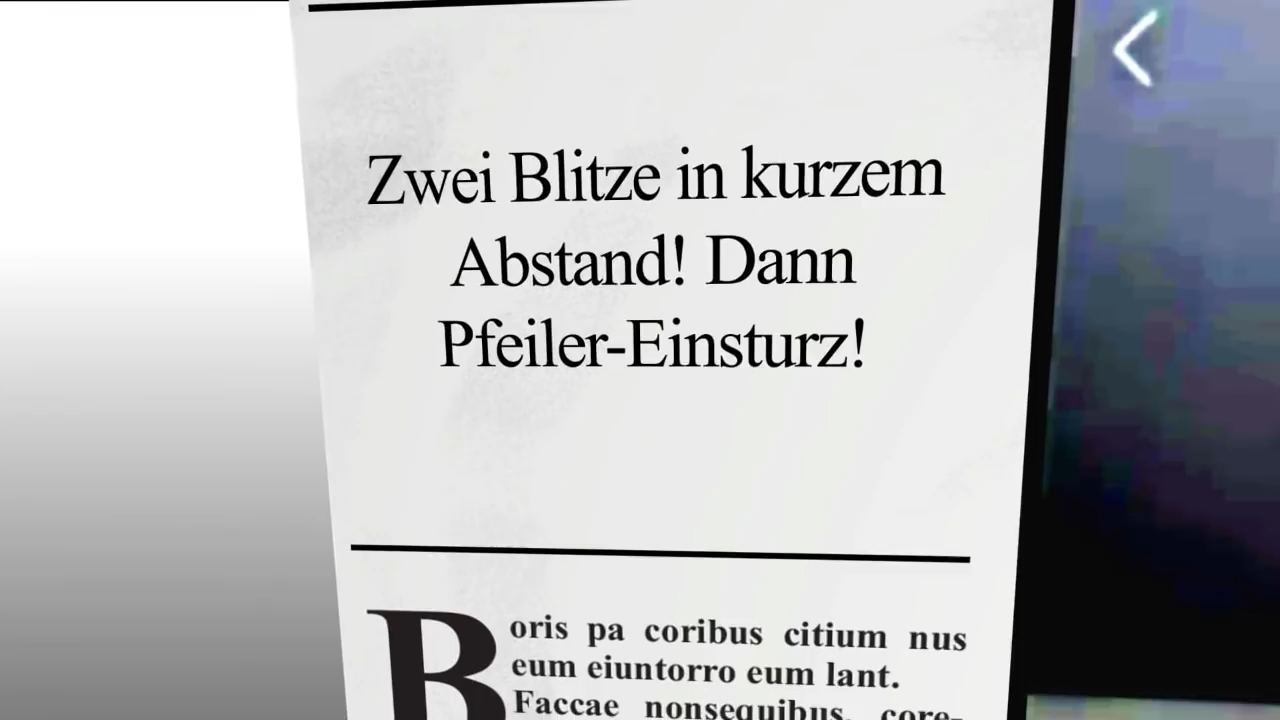 Zwei Blitze in kurzem
Abstand! Dann
Pfeiler-Einsturz!
Boris pa coribus citium nus
eum eiuntorro eum lant.
Faccae nonsequibus, core-